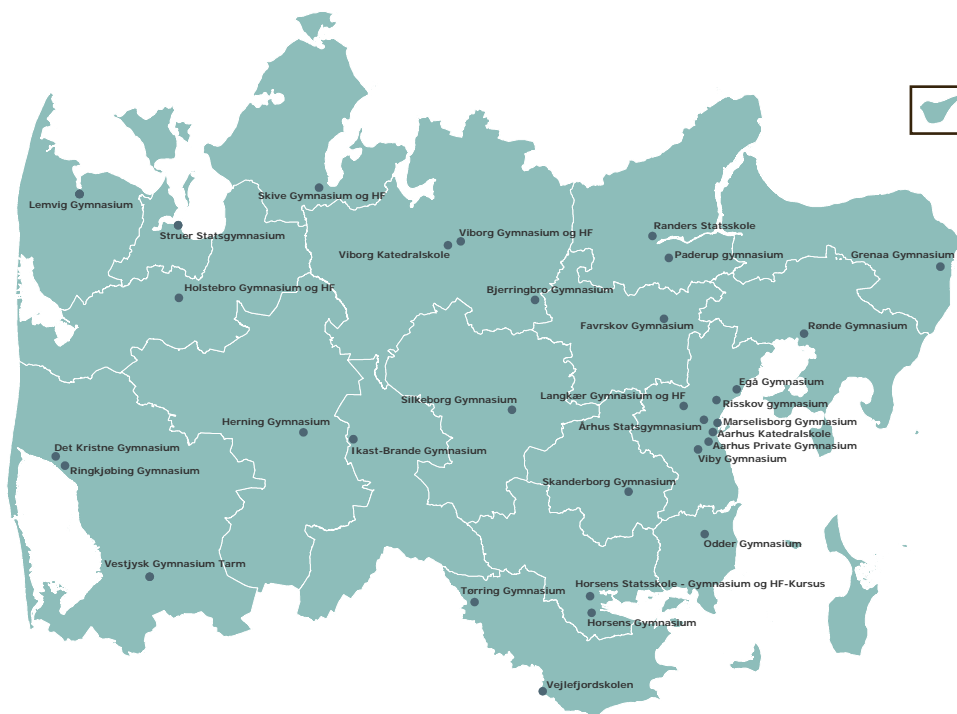 Skive Gymnasium og HF
Lemvig Gymnasium
Struer Statsgymnasium
Viborg Gymnasium og HF
Viborg Katedralskole
Randers Statsskole
Paderup gymnasium
Grenaa Gymnasium
Holstebro Gymnasium og HF
Bjerringbro Gymnasium
Favrskov Gymnasium
Rønde Gymnasium
Egå Gymnasium
Langkær Gymnasium og HF
Silkeborg Gymnasium
Risskov gymnasium
Herning Gymnasium
Århus Statsgymnasium
Marselisborg Gymnasium
Aarhus Katedralskole
Det Kristne Gymnasium
Ikast-Brande Gymnasium
Aarhus Private Gymnasium
Viby Gymnasium
Ringkjøbing Gymnasium
Skanderborg Gymnasium
Odder Gymnasium
Vestjysk Gymnasium Tarm
Tørring Gymnasium
Horsens Statsskole - Gymnasium og HF-Kursus
Horsens Gymnasium
Vejlefjordskolen